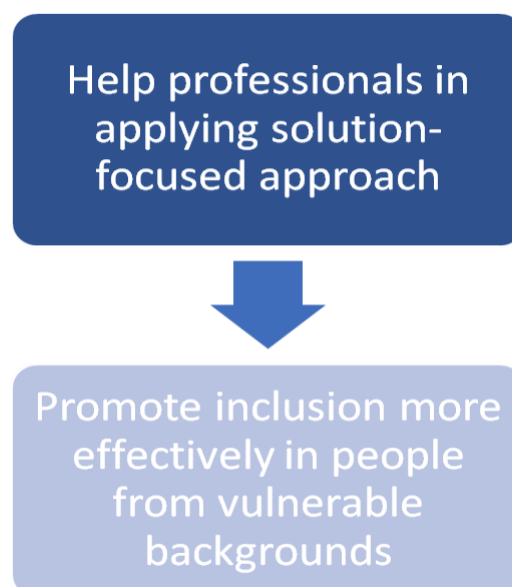 Help professionals in
applying solution-
focused approach
Promote inclusion more
effectively in people
from vulnerable
backgrounds